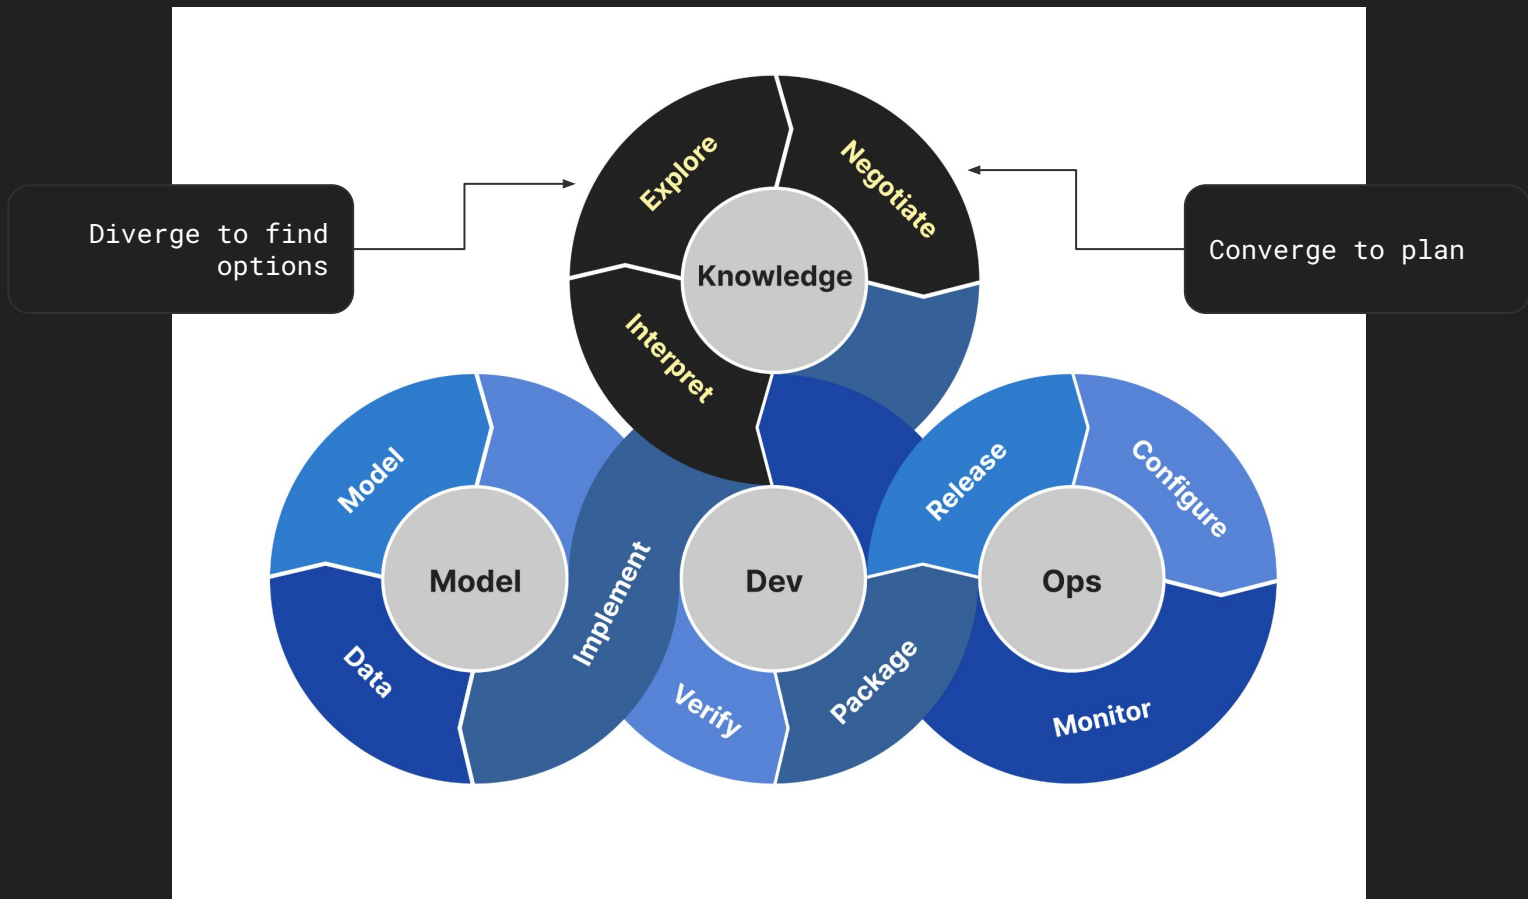 Explore
Negotiate
Diverge to find
options
Converge to plan
Knowledge
Interpret
Model
Release
Configure
Model
Implement
Dev
Ops
Data
Verify
Package
Monitor